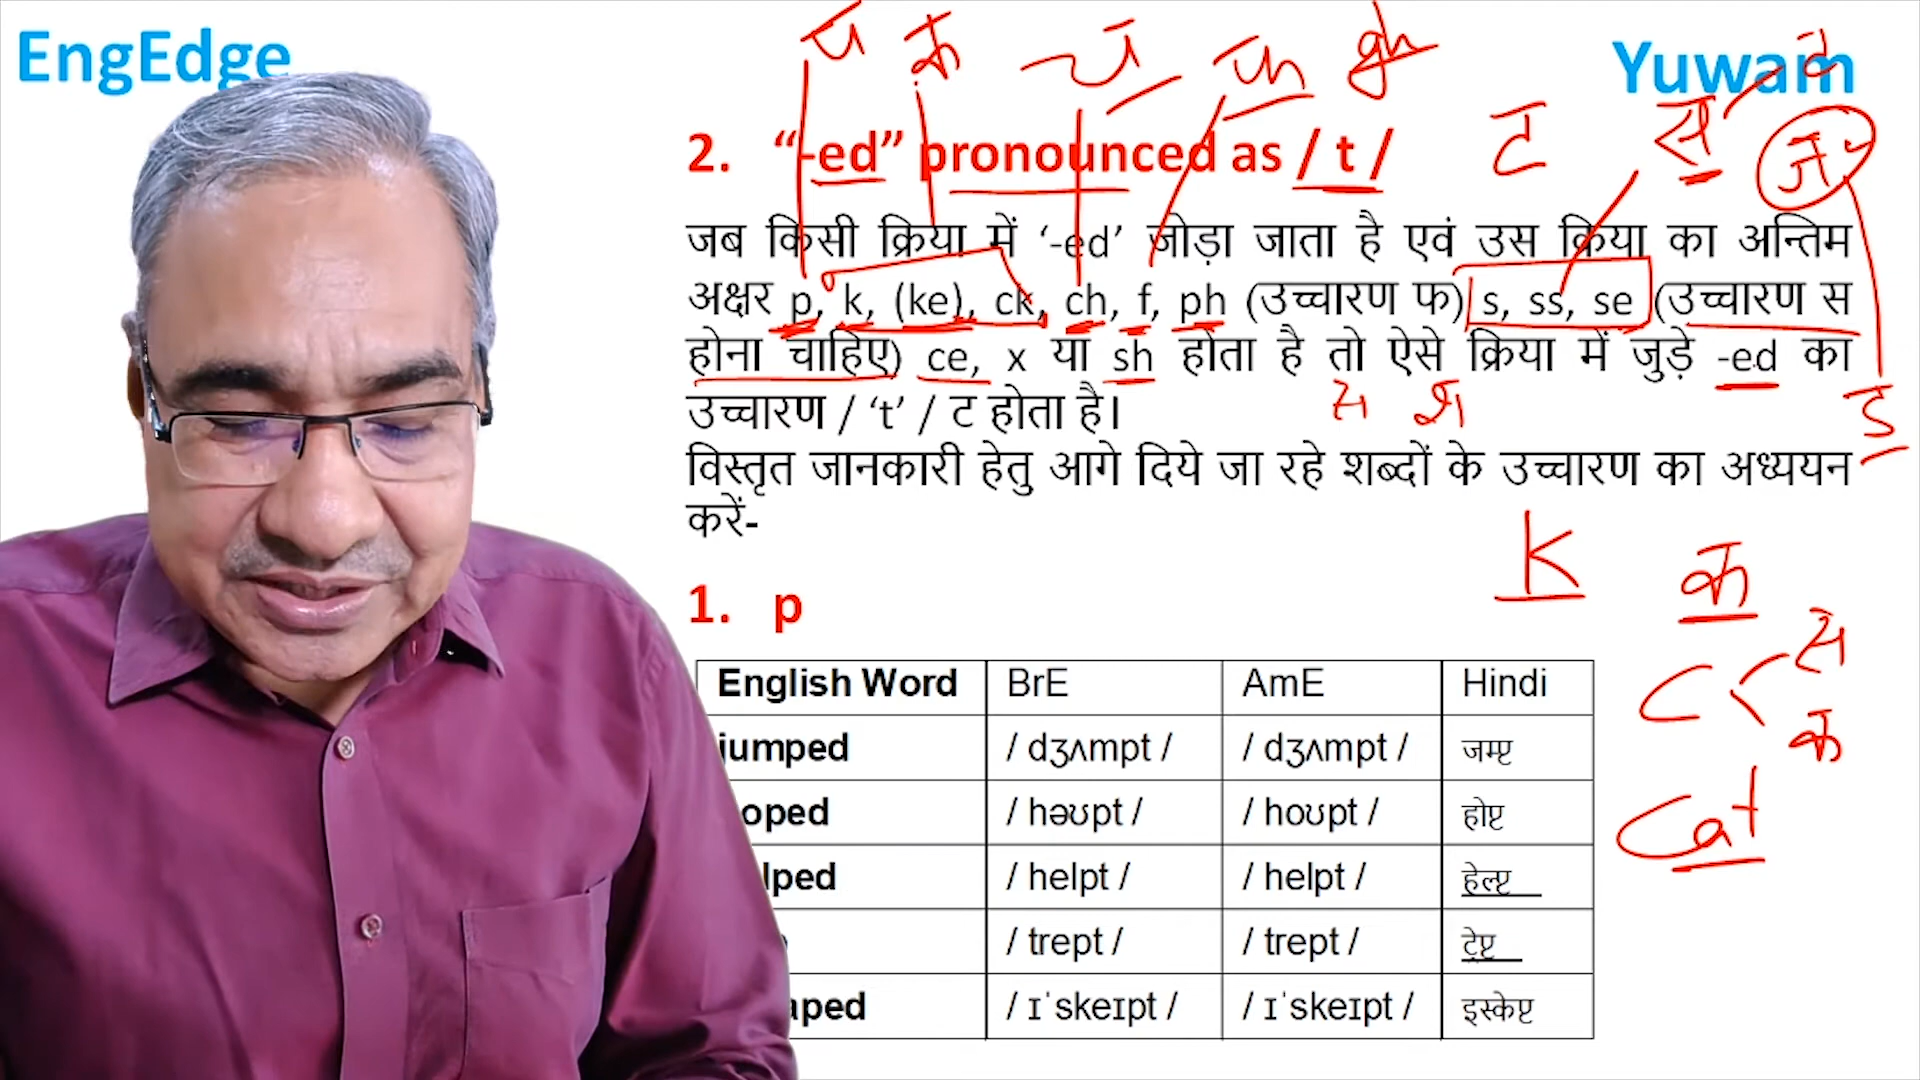 EngEdge
Yuwam
प क च फ
ट स ज़
2. “-ed” pronounced as / t /
जब किसी क्रिया में ‘-ed’ जोड़ा जाता है एवं उस क्रिया का अन्तिम
अक्षर p, k, (ke), ck, ch, f, ph (उच्चारण फ) s, ss, se (उच्चारण स
होना चाहिए) ce, x या sh होता है तो ऐसे क्रिया में जुड़े -ed का
उच्चारण / ‘t’ / ट होता है।
स श ड
विस्तृत जानकारी हेतु आगे दिये जा रहे शब्दों के उच्चारण का अध्ययन
करें-
K क
1. p
C स
क
Cat
English Word BrE AmE Hindi
jumped / dʒʌmpt / / dʒʌmpt / जम्प्ट
oped / həʊpt / / hoʊpt / होप्ट
lped / helpt / / helpt / हेल्प्ट
/ trept / / trept / ट्रेप्ट
aped / ɪˈskeɪpt / / ɪˈskeɪpt / इस्केप्ट